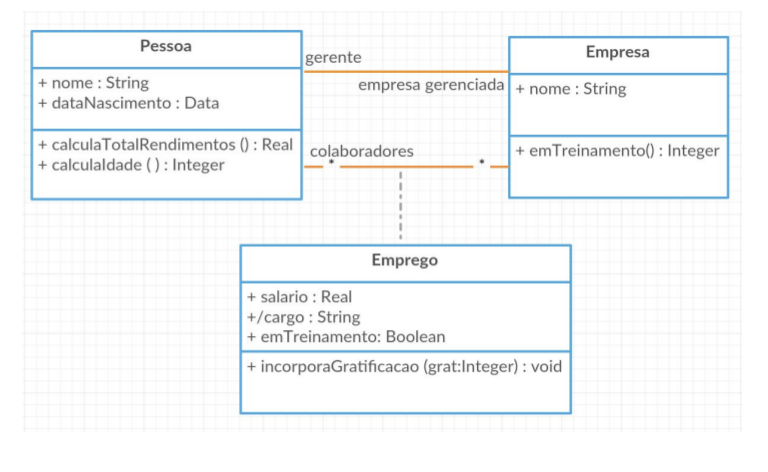 Pessoa
+ nome : String
+ dataNascimento : Data
+ calculaTotalRendimentos () : Real
+ calculaIdade ( ) : Integer
gerente
empresa gerenciada
colaboradores
*
*
Empresa
+ nome : String
+ emTreinamento() : Integer
Emprego
+ salario : Real
+/cargo : String
+ emTreinamento: Boolean
+ incorporaGratificacao (grat:Integer) : void